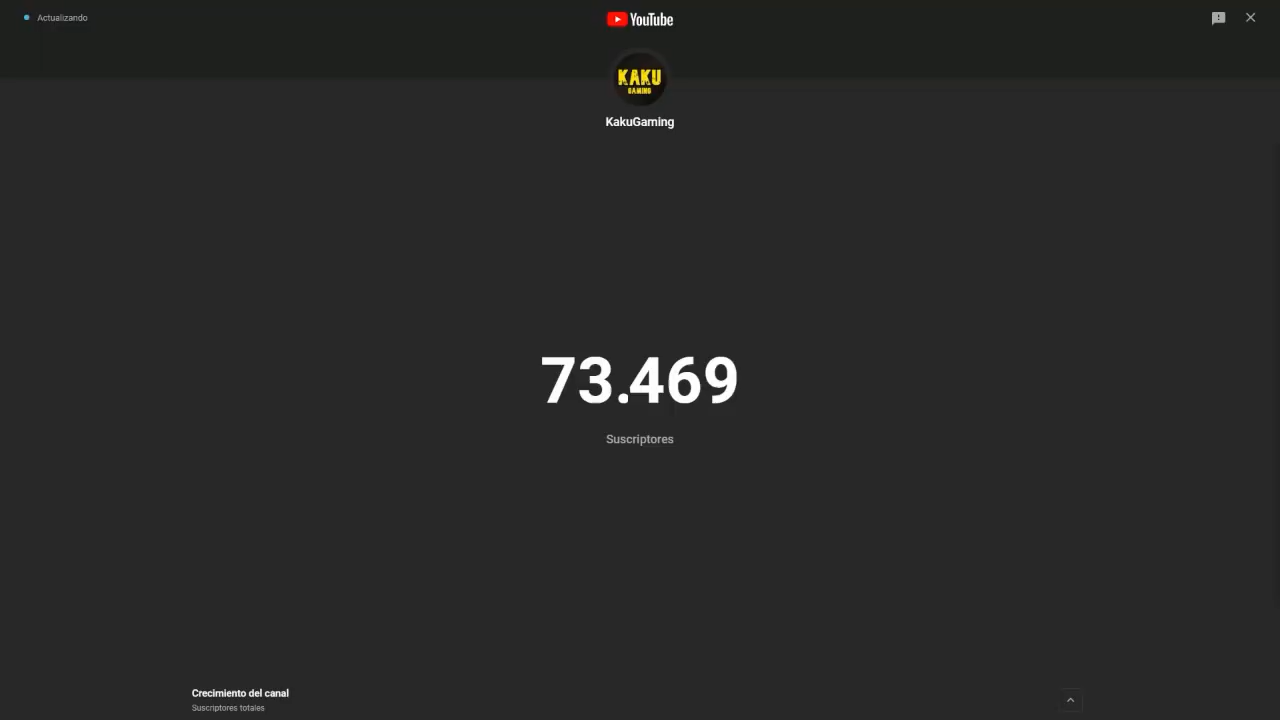 Actualizando
YouTube
KAKU
GAMING
KakuGaming
73.469
Suscriptores
Crecimiento del canal
Suscriptores totales